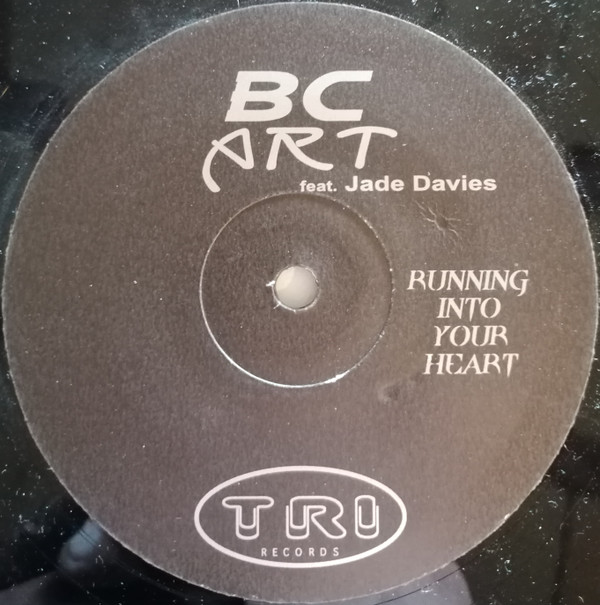 BC
ART
feat. Jade Davies
RUNNING
INTO
YOUR
HEART
TRI
RECORDS